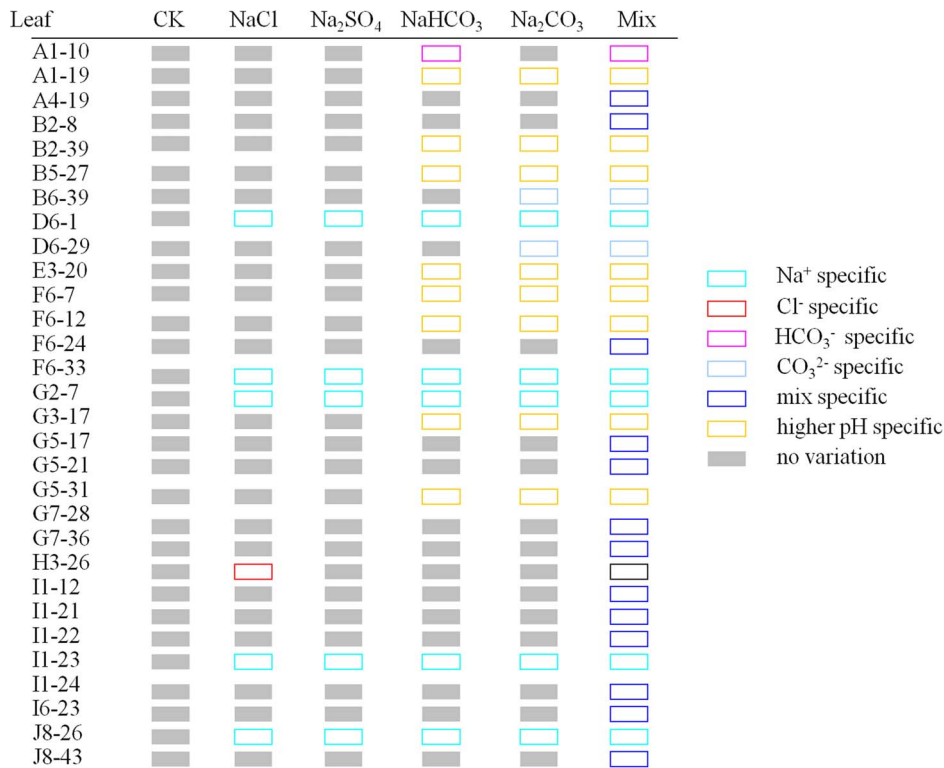 Leaf CK NaCl Na₂SO₄ NaHCO₃ Na₂CO₃ Mix
A1-10
A1-19
A4-19
B2-8
B2-39
B5-27
B6-39
D6-1
D6-29
E3-20
F6-7
F6-12
F6-24
F6-33
G2-7
G3-17
G5-17
G5-21
G5-31
G7-28
G7-36
H3-26
I1-12
I1-21
I1-22
I1-23
I1-24
I6-23
J8-26
J8-43
Na⁺ specific
Cl⁻ specific
HCO₃⁻ specific
CO₃²⁻ specific
mix specific
higher pH specific
no variation